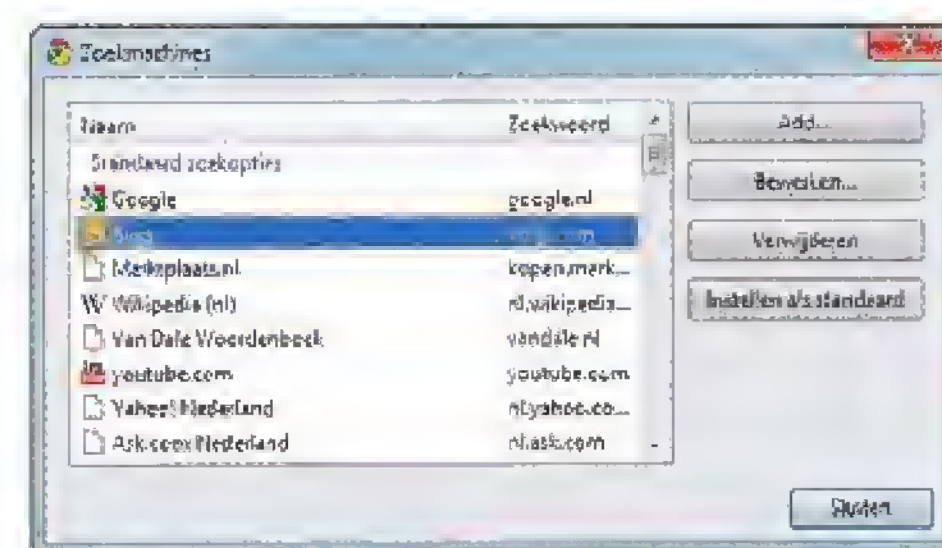 Zoekmachines
Naam Zoekwoord
Standaard zoekopties
Google google.nl
Bing
Marktplaats.nl kopen.mark...
W Wikipedia (nl) nl.wikipedia...
Van Dale Woordenboek vandale.nl
youtube.com youtube.com
Yahoo! Nederland nl.yahoo.co...
Ask.com Nederland nl.ask.com
Add...
Bewerken...
Verwijderen
Instellen als standaard
Sluiten